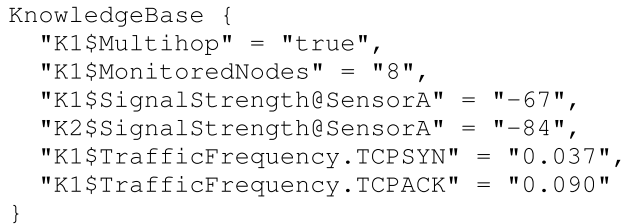 KnowledgeBase {
  "K1$Multihop" = "true",
  "K1$MonitoredNodes" = "8",
  "K1$SignalStrength@SensorA" = "-67",
  "K2$SignalStrength@SensorA" = "-84",
  "K1$TrafficFrequency.TCPSYN" = "0.037",
  "K1$TrafficFrequency.TCPACK" = "0.090"
}